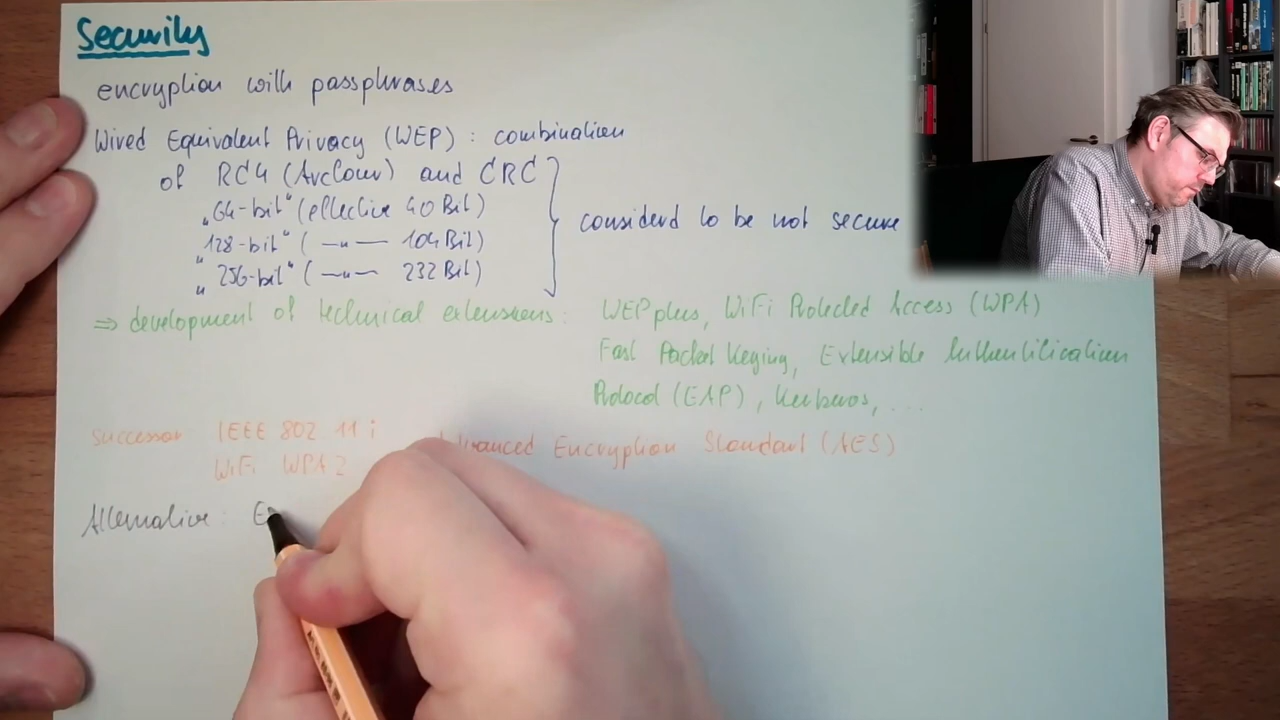 Security
encryption with passphrases
Wired Equivalent Privacy (WEP) : combination
of RC4 (ArcFour) and CRC
„64-bit“ (effective 40 Bit)
„128-bit“ ( —〃— 104 Bit)
„256-bit“ ( —〃— 232 Bit)
considerd to be not secure
⇒ development of technical extensions: WEPplus, WiFi Protected Access (WPA)
Fast Packet Keying, Extensible Authentification
Protocol (EAP), Kerberos, ...
Successor IEEE 802.11i Advanced Encryption Standart (AES)
WiFi WPA2
Alternative: E